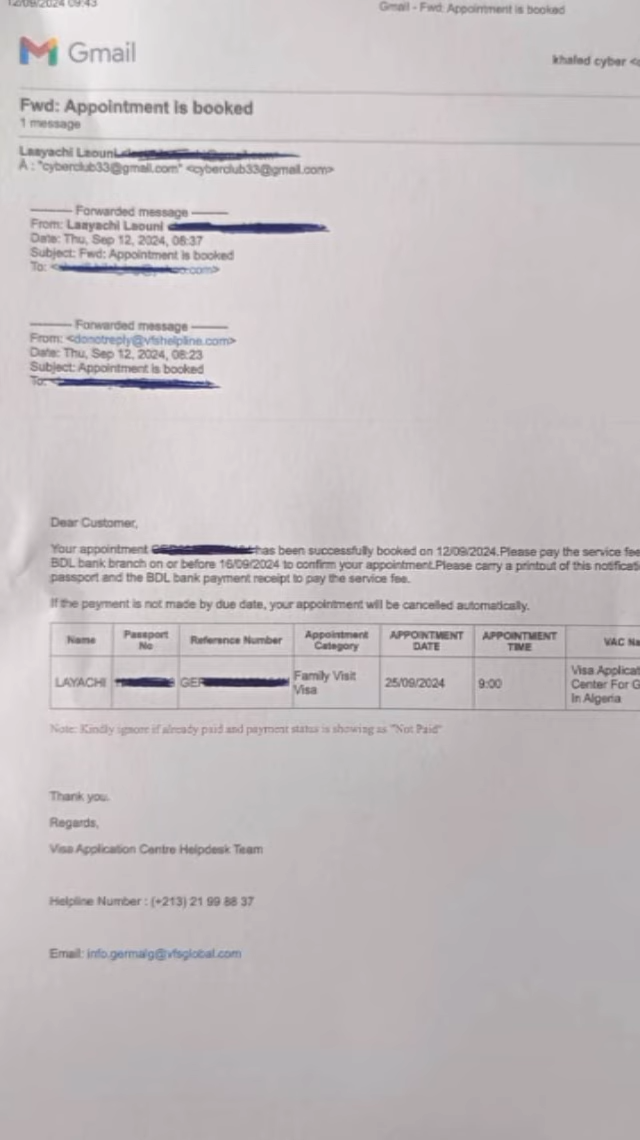 12/09/2024 09:43
Gmail - Fwd: Appointment is booked
Gmail
khaled cyber <
Fwd: Appointment is booked
1 message
Laayachi Laouni
À : "cyberclub33@gmail.com" <cyberclub33@gmail.com>
---------- Forwarded message ----------
From: Laayachi Laouni
Date: Thu, Sep 12, 2024, 08:37
Subject: Fwd: Appointment is booked
To: <
---------- Forwarded message ----------
From: <donotreply@vfshelpline.com>
Date: Thu, Sep 12, 2024, 08:23
Subject: Appointment is booked
To:
Dear Customer,
Your appointment has been successfully booked on 12/09/2024.Please pay the service fee
BDL bank branch on or before 16/09/2024 to confirm your appointment.Please carry a printout of this
passport and the BDL bank payment receipt to pay the service fee.
If the payment is not made by due date, your appointment will be cancelled automatically.
Name Passport No Reference Number Appointment Category APPOINTMENT DATE APPOINTMENT TIME VAC
LAYACHI GER Family Visit Visa 25/09/2024 9:00 Visa Center For In Algeria
Note: Kindly ignore if already paid and payment status is showing as "Not Paid"
Thank you.
Regards,
Visa Application Centre Helpdesk Team
Helpline Number : (+213) 21 99 88 37
Email: info.germalg@vfsglobal.com